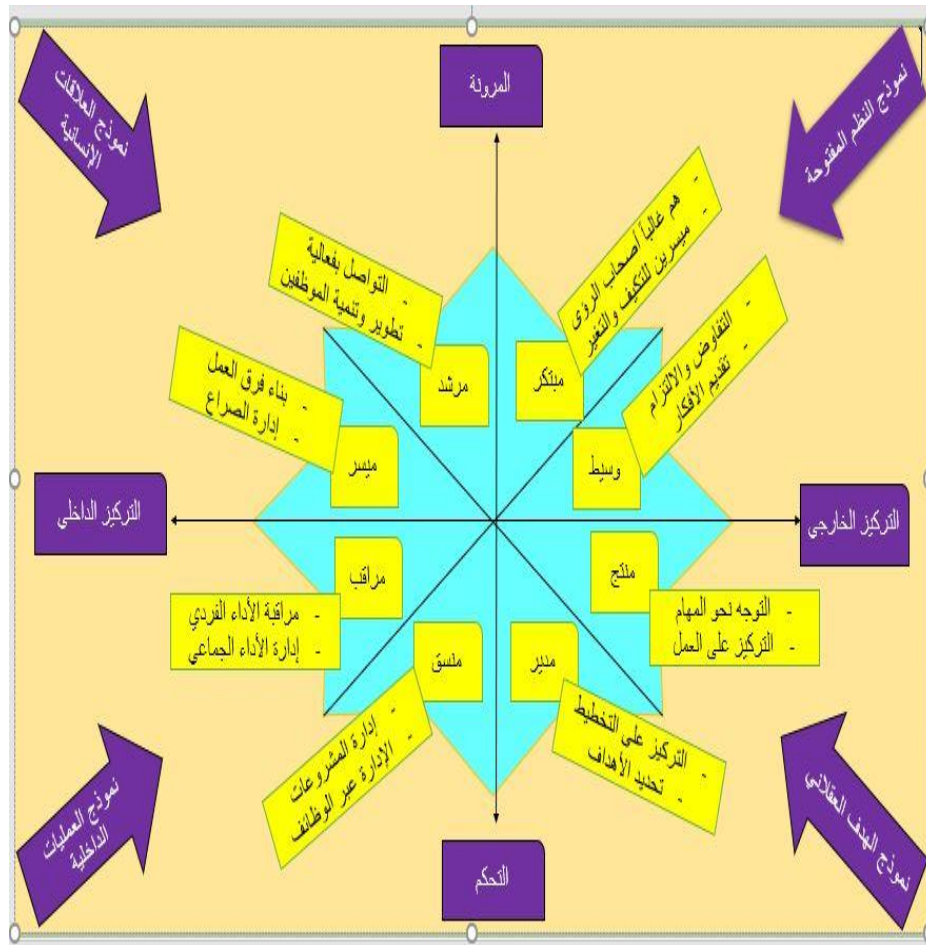 المرونة
نموذج النظم المفتوحة
نموذج العلاقات
الإنسانية
- هم غالباً أصحاب الرؤى
- ميسرين للتكيف والتغير
- التواصل بفعالية
- تطوير وتنمية الموظفين
- التفاوض والالتزام
- تقديم الأفكار
مبتكر
مرشد
- بناء فرق العمل
- إدارة الصراع
وسيط
ميسر
التركيز الخارجي
التركيز الداخلي
منتج
مراقب
- التوجه نحو المهام
- التركيز على العمل
- مراقبة الأداء الفردي
- إدارة الأداء الجماعي
مدير
منسق
- التركيز على التخطيط
- تحديد الأهداف
- إدارة المشروعات
- الإدارة عبر الوظائف
نموذج الهدف العقلاني
نموذج العمليات
الداخلية
التحكم